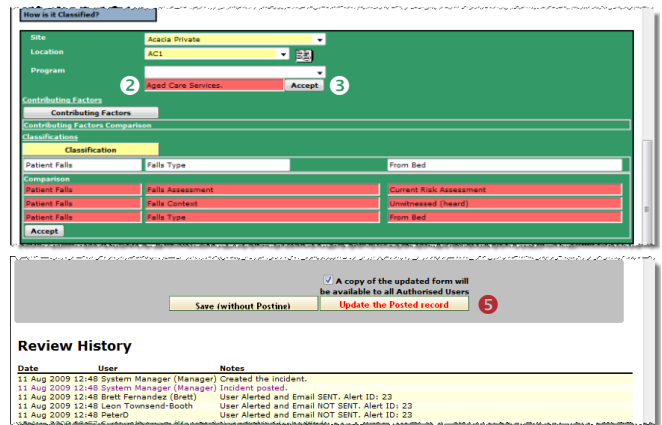 How is it Classified?
Site Acacia Private
Location AC1
Program
2 Aged Care Services. Accept 3
Contributing Factors
Contributing Factors
Contributing Factors Comparison
Classifications
Classification
Patient Falls Falls Type From Bed
Comparison
Patient Falls Falls Assessment Current Risk Assessment
Patient Falls Falls Context Unwitnessed (heard)
Patient Falls Falls Type From Bed
Accept
A copy of the updated form will
be available to all Authorised Users
Save (without Posting) Update the Posted record 5
Review History
Date User Notes
11 Aug 2009 12:48 System Manager (Manager) Created the incident.
11 Aug 2009 12:48 System Manager (Manager) Incident posted.
11 Aug 2009 12:48 Brett Fernandez (Brett) User Alerted and Email SENT. Alert ID: 23
11 Aug 2009 12:48 Leon Townsend-Booth User Alerted and Email NOT SENT. Alert ID: 23
11 Aug 2009 12:48 PeterD User Alerted and Email NOT SENT. Alert ID: 23